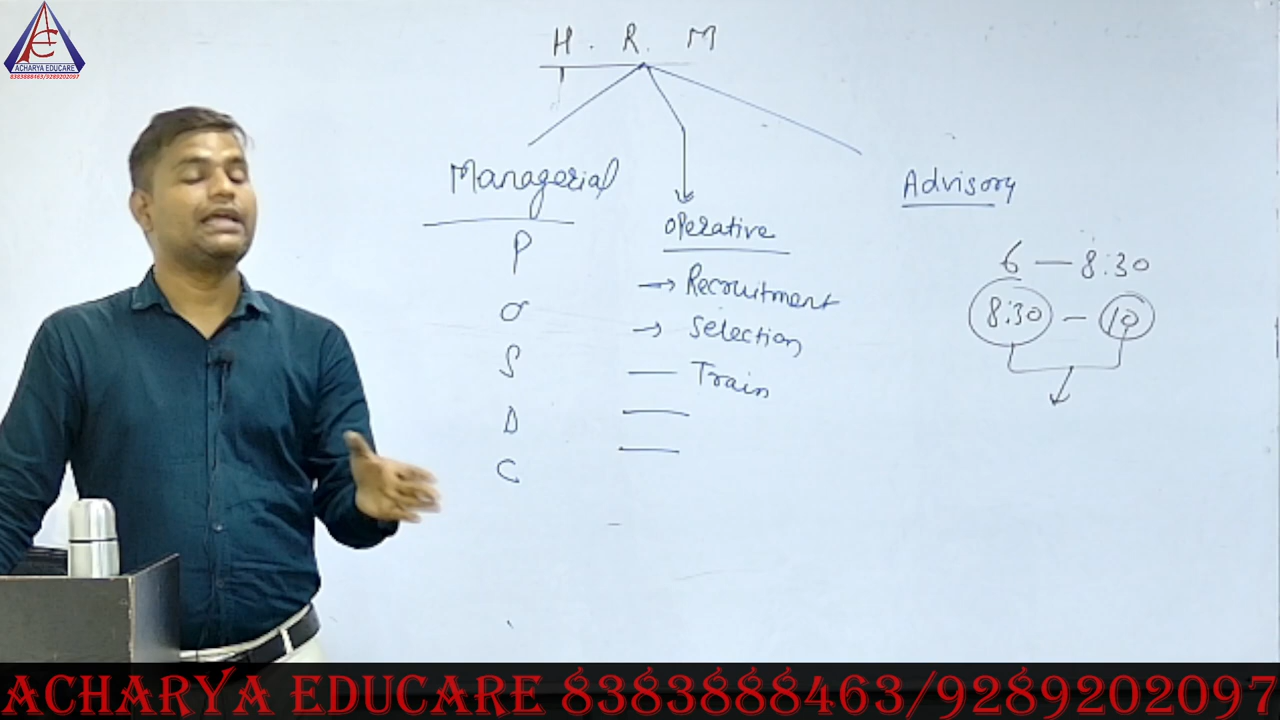 ACHARYA EDUCARE
8383888463/9289202097
H. R. M
Managerial
P
O
S
D
C
Operative
→ Recruitment
→ Selection
— Train
Advisory
6 — 8:30
8:30 — 10
ACHARYA EDUCARE 8383888463/9289202097